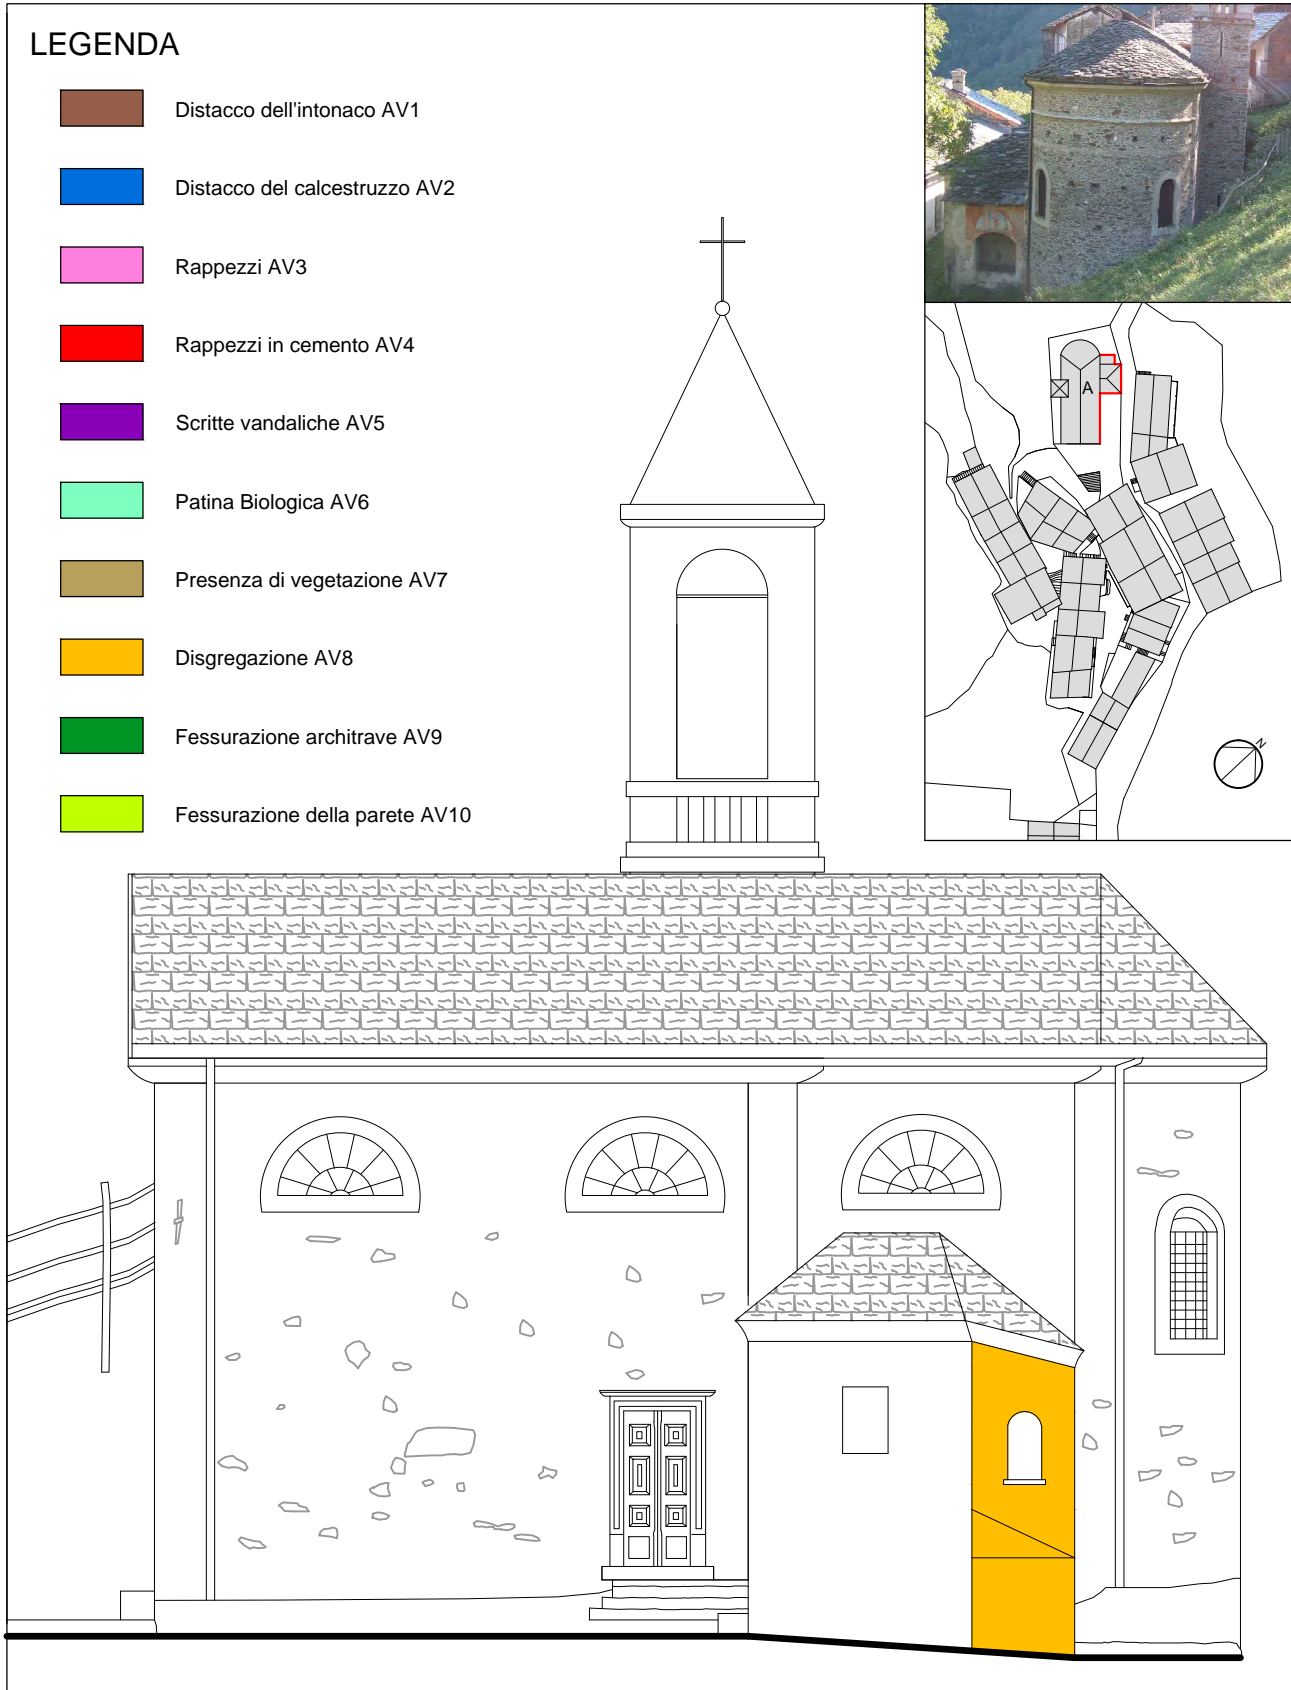 LEGENDA
Distacco dell'intonaco AV1
Distacco del calcestruzzo AV2
Rappezzi AV3
Rappezzi in cemento AV4
Scritte vandaliche AV5
Patina Biologica AV6
Presenza di vegetazione AV7
Disgregazione AV8
Fessurazione architrave AV9
Fessurazione della parete AV10
A
N